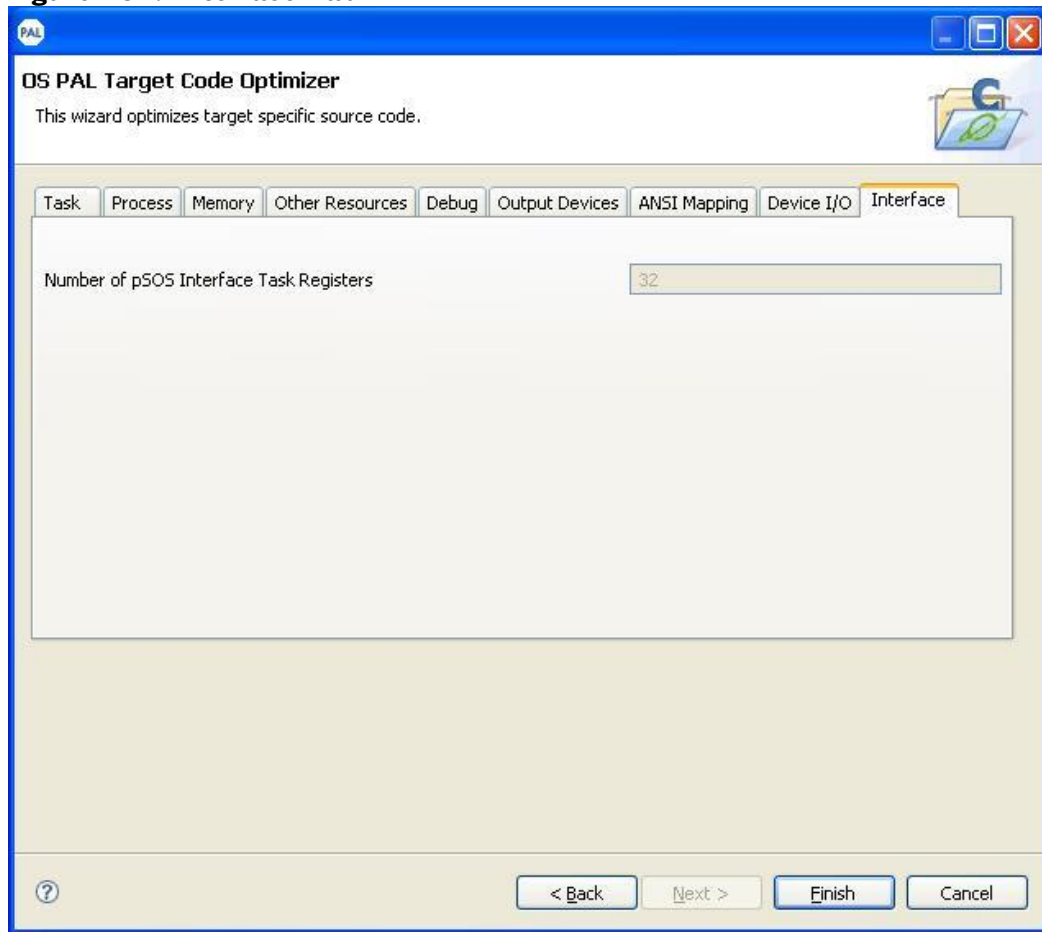 PAL
OS PAL Target Code Optimizer
This wizard optimizes target specific source code.
C
Task Process Memory Other Resources Debug Output Devices ANSI Mapping Device I/O Interface
Number of pSOS Interface Task Registers 32
? < Back Next > Finish Cancel